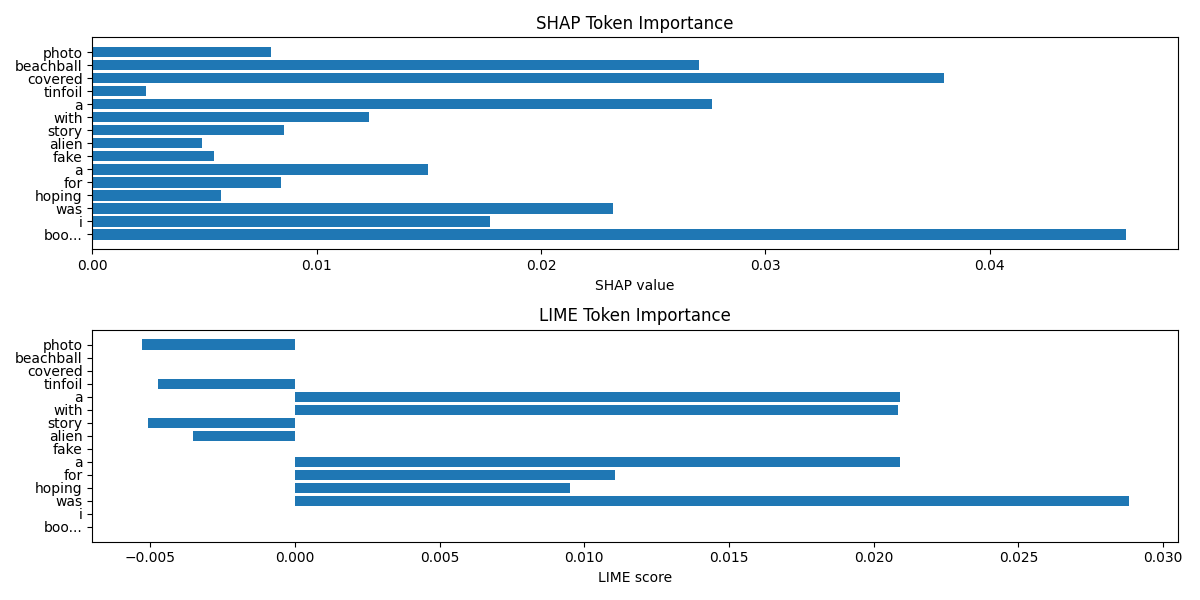 SHAP Token Importance
photo
beachball
covered
tinfoil
a
with
story
alien
fake
a
for
hoping
was
i
boo...
0.00 0.01 0.02 0.03 0.04
SHAP value
LIME Token Importance
photo
beachball
covered
tinfoil
a
with
story
alien
fake
a
for
hoping
was
i
boo...
−0.005 0.000 0.005 0.010 0.015 0.020 0.025 0.030
LIME score